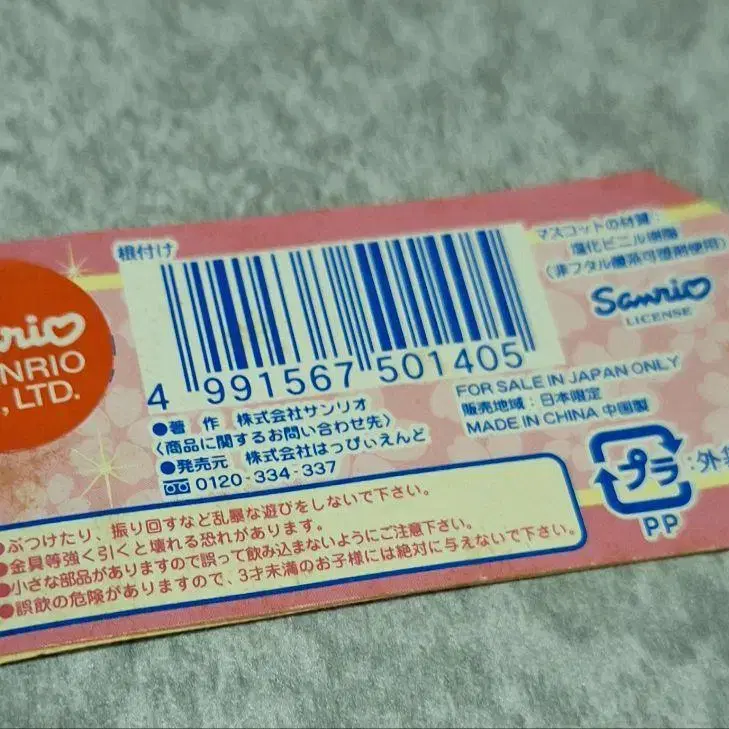 根付け
マスコットの材質:
塩化ビニル樹脂
(非フタル酸系可塑剤使用)
Sanrio
LICENSE
nrio
NRIO
, LTD.
4 991567 501405
FOR SALE IN JAPAN ONLY
販売地域:日本限定
MADE IN CHINA 中国製
●著 作 株式会社サンリオ
〈商品に関するお問い合わせ先〉
●発売元 株式会社はっぴぃえんど
0120-334-337
プラ
:外装
PP
●ぶつけたり、振り回すなど乱暴な遊びをしないで下さい。
●金具等強く引くと壊れる恐れがあります。
●小さな部品がありますので誤って飲み込まないようにご注意下さい。
●誤飲の危険がありますので、3才未満のお子様には絶対に与えないで下さい。